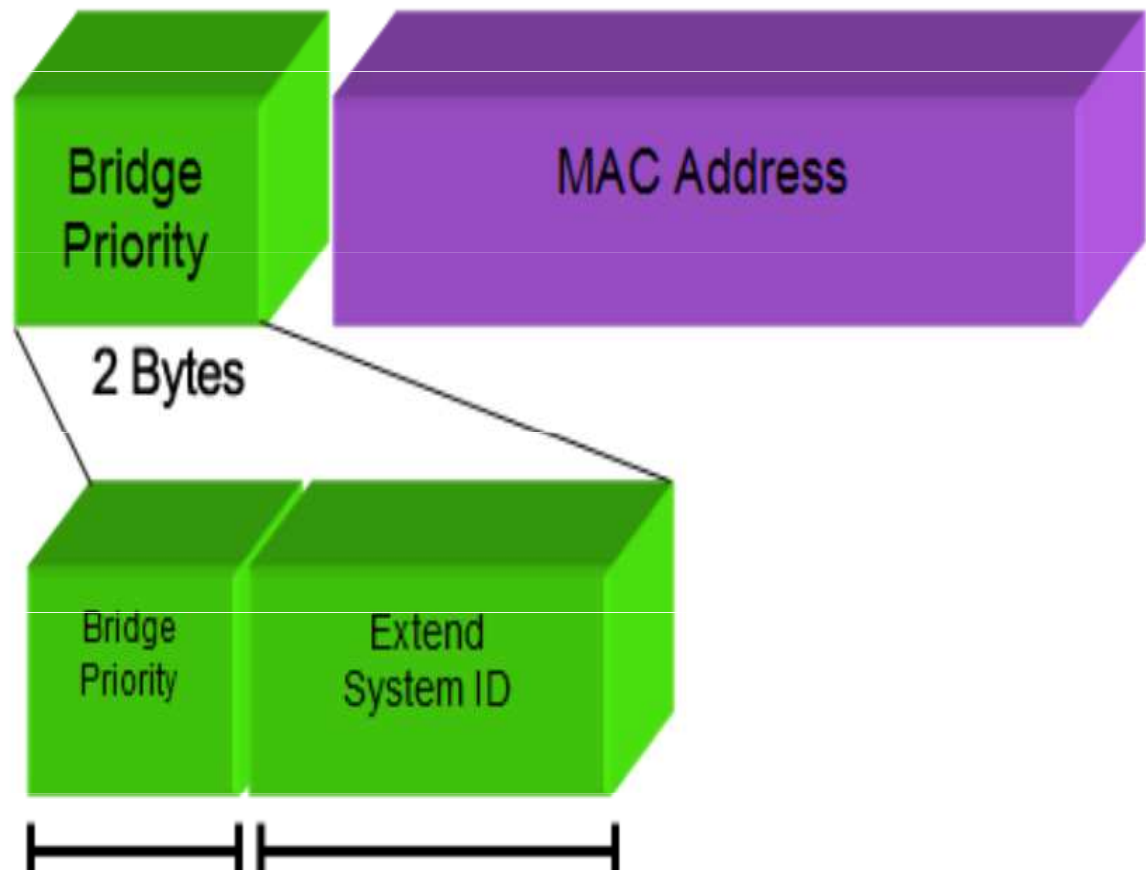 Bridge
Priority
MAC Address
2 Bytes
Bridge
Priority
Extend
System ID